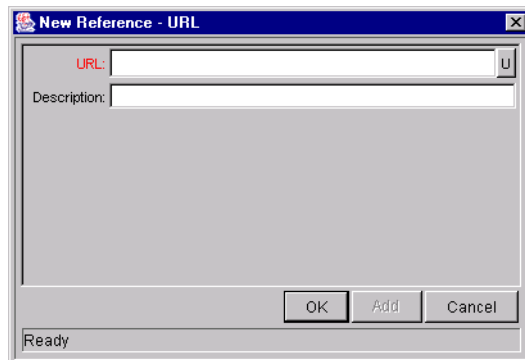 New Reference - URL
URL:
U
Description:
OK Add Cancel
Ready